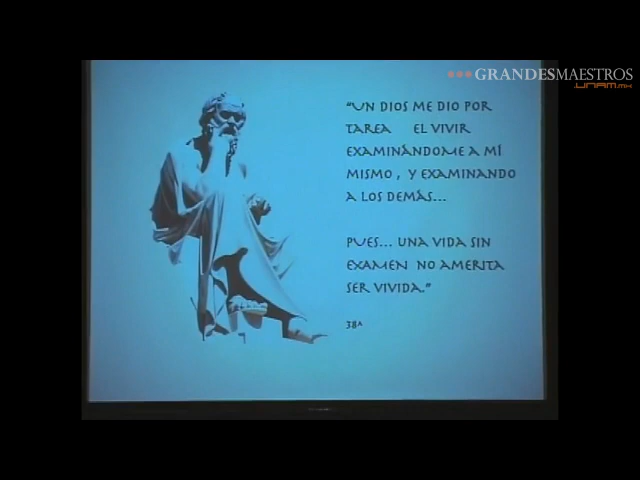 GRANDESMAESTROS
.UNAM.MX
"UN DIOS ME DIO POR
TAREA EL VIVIR
EXAMINÁNDOME A MÍ
MISMO , Y EXAMINANDO
A LOS DEMÁS...
PUES... UNA VIDA SIN
EXAMEN NO AMERITA
SER VIVIDA."
38A